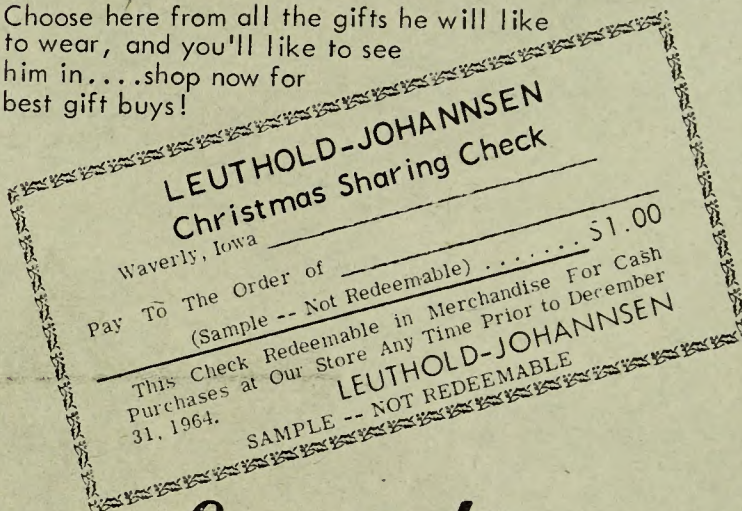 Choose here from all the gifts he will like
to wear, and you'll like to see
him in....shop now for
best gift buys!
LEUTHOLD-JOHANNSEN
Christmas Sharing Check
Waverly, Iowa
Pay To The Order of
(Sample -- Not Redeemable) ....... $1.00
This Check Redeemable in Merchandise For Cash
Purchases at Our Store Any Time Prior to December
31, 1964.
LEUTHOLD-JOHANNSEN
SAMPLE -- NOT REDEEMABLE